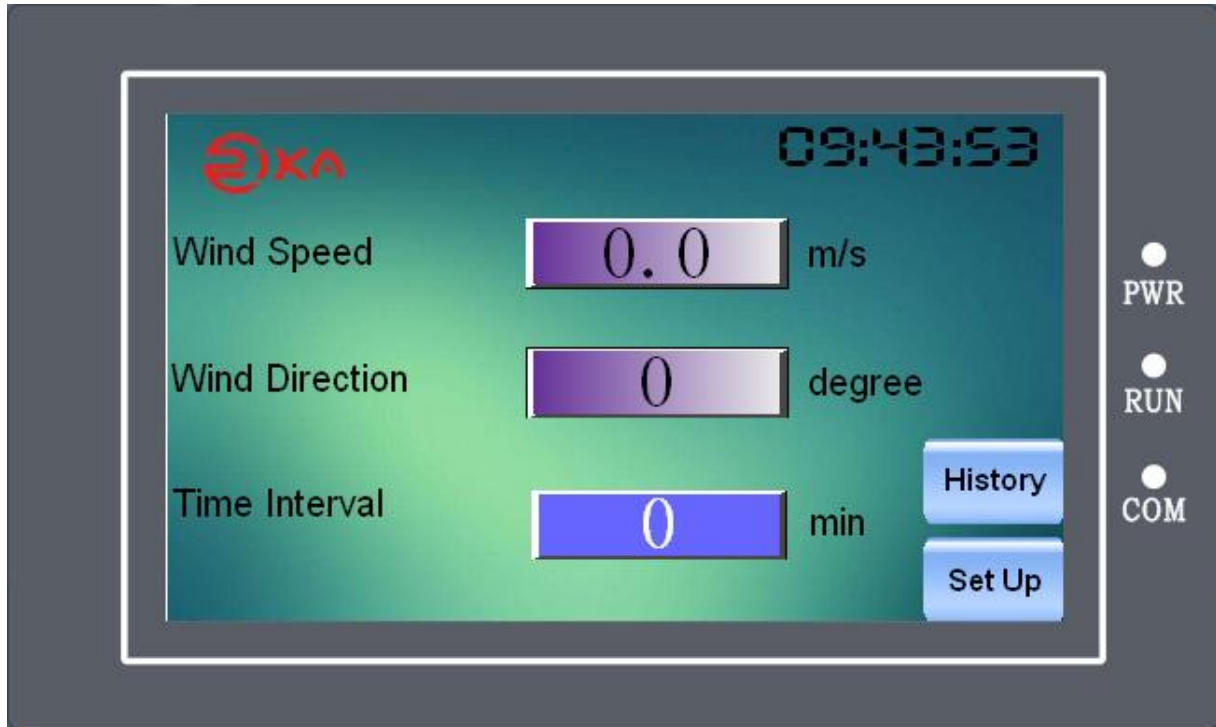 09:43:53
Wind Speed 0.0 m/s
PWR
Wind Direction 0 degree
RUN
Time Interval 0 min
History
COM
Set Up